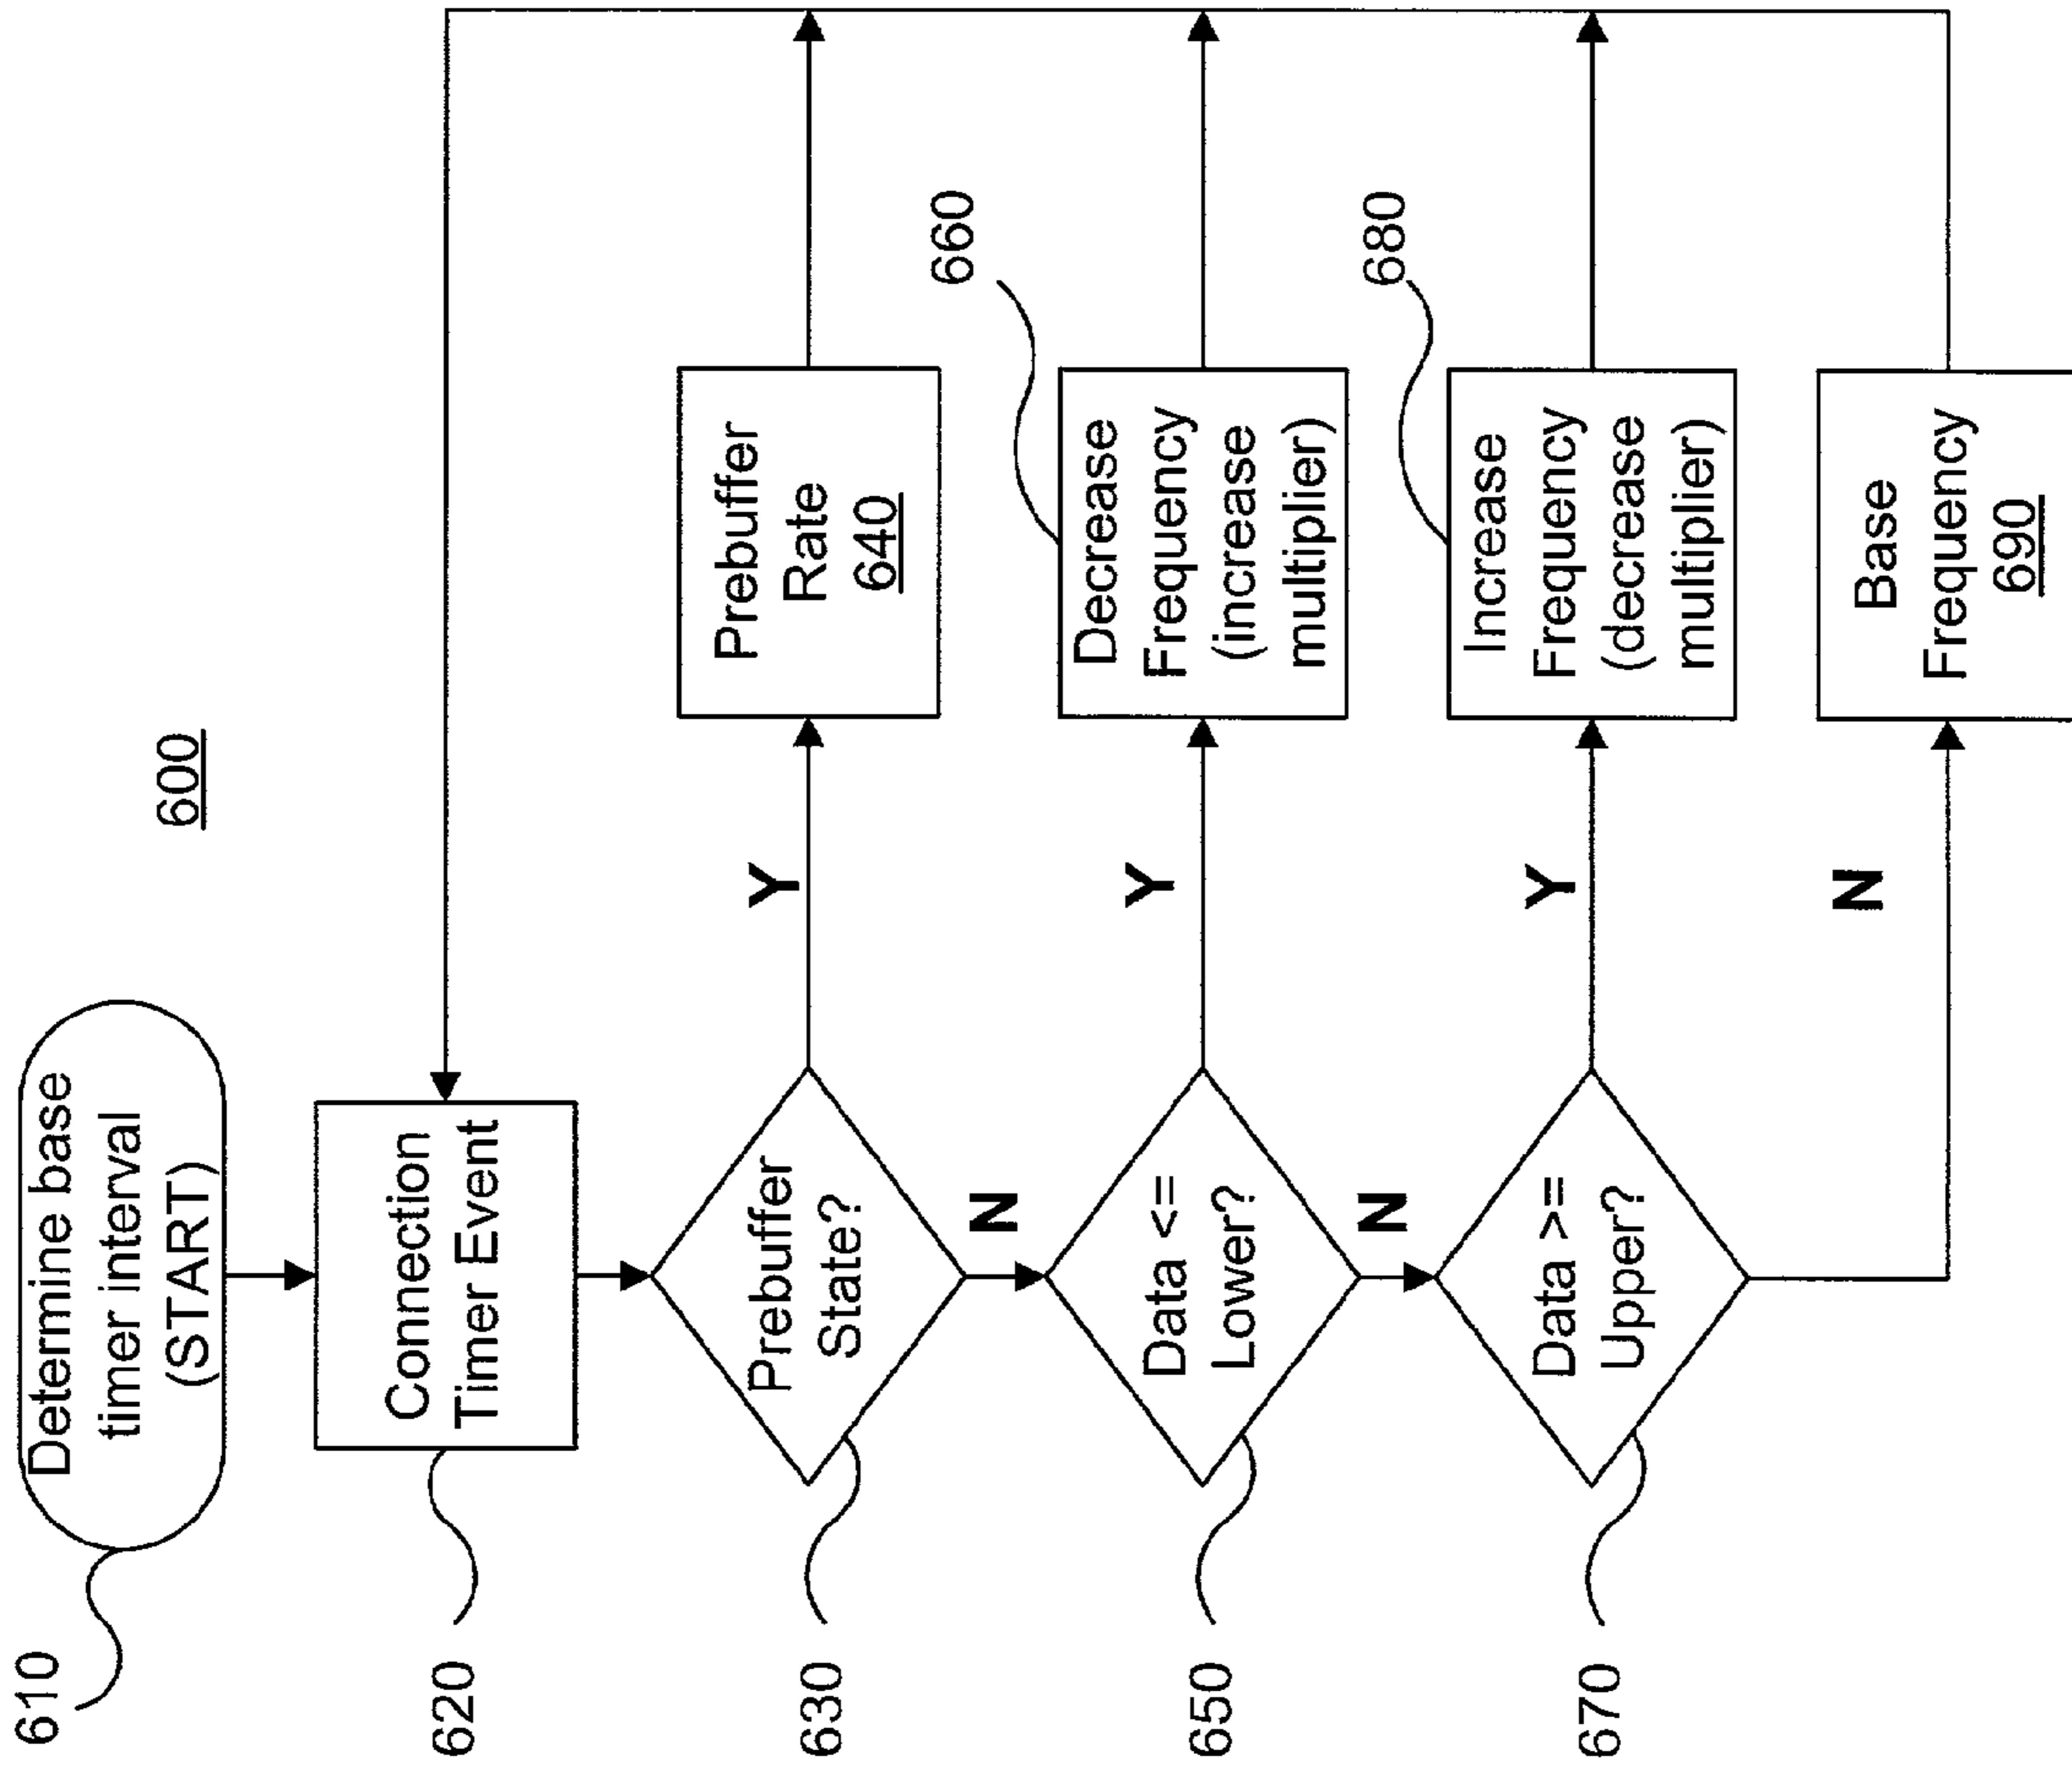 600
610
Determine base
timer interval
(START)
620
Connection
Timer Event
630
Prebuffer
State?
Y
Prebuffer
Rate
640
N
650
Data <=
Lower?
Y
Decrease
Frequency
(increase
multiplier)
660
N
670
Data >=
Upper?
Y
Increase
Frequency
(decrease
multiplier)
680
N
Base
Frequency
690